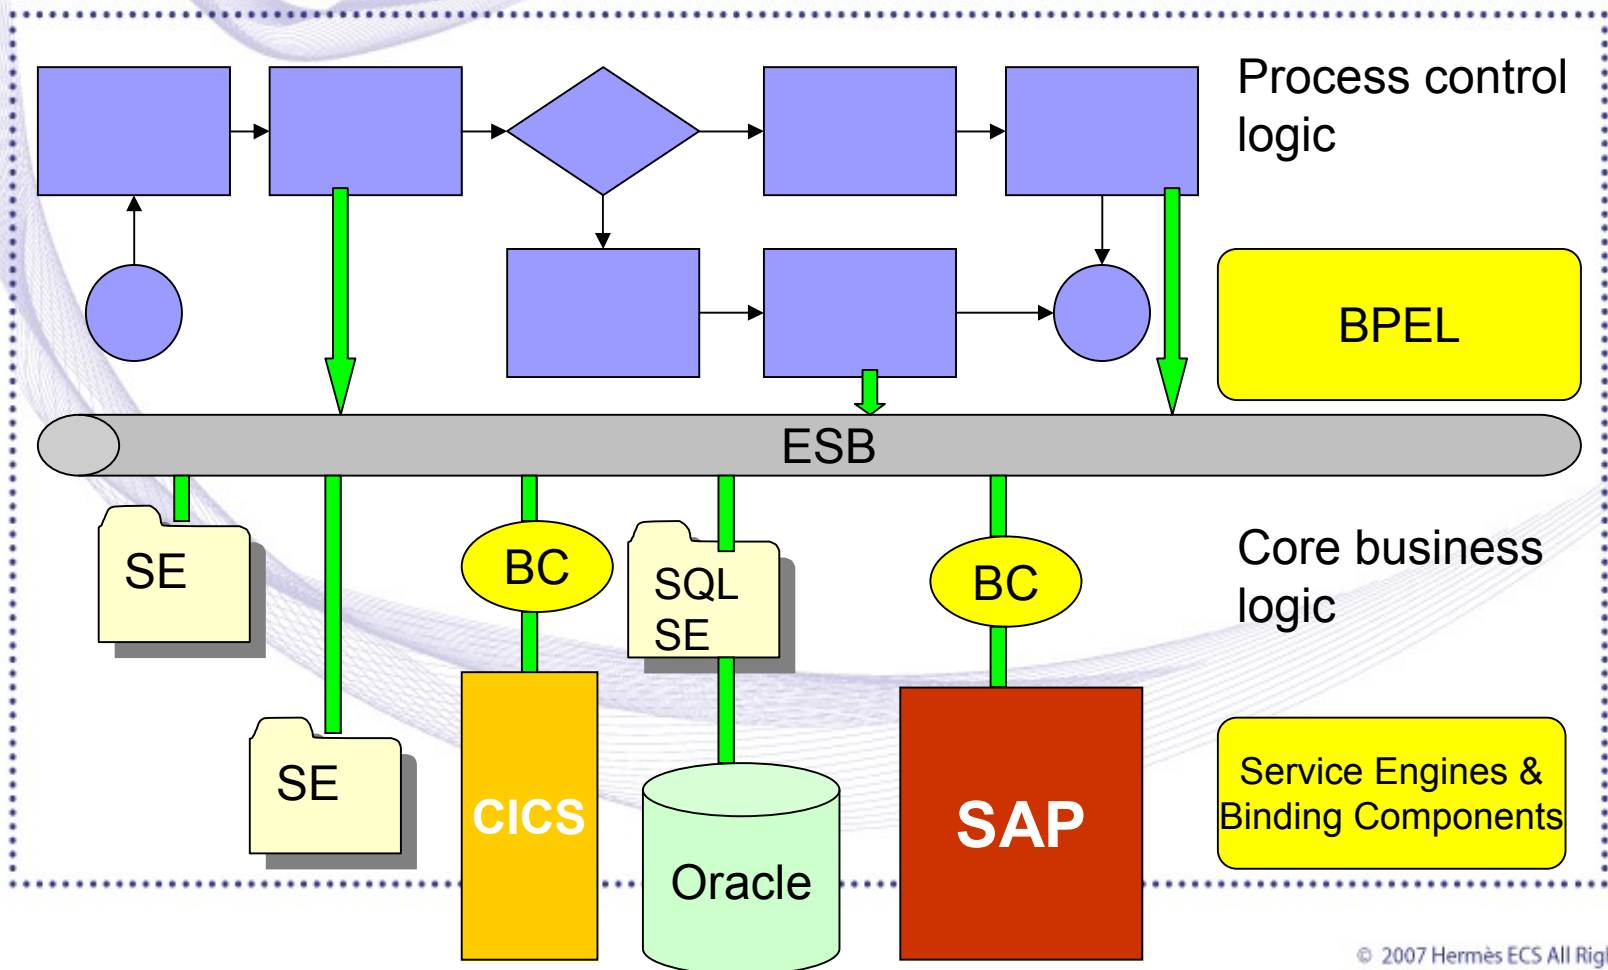 Process control
logic
BPEL
ESB
SE
BC
SQL
SE
BC
Core business
logic
SE
CICS
Oracle
SAP
Service Engines &
Binding Components
© 2007 Hermès ECS All Righ